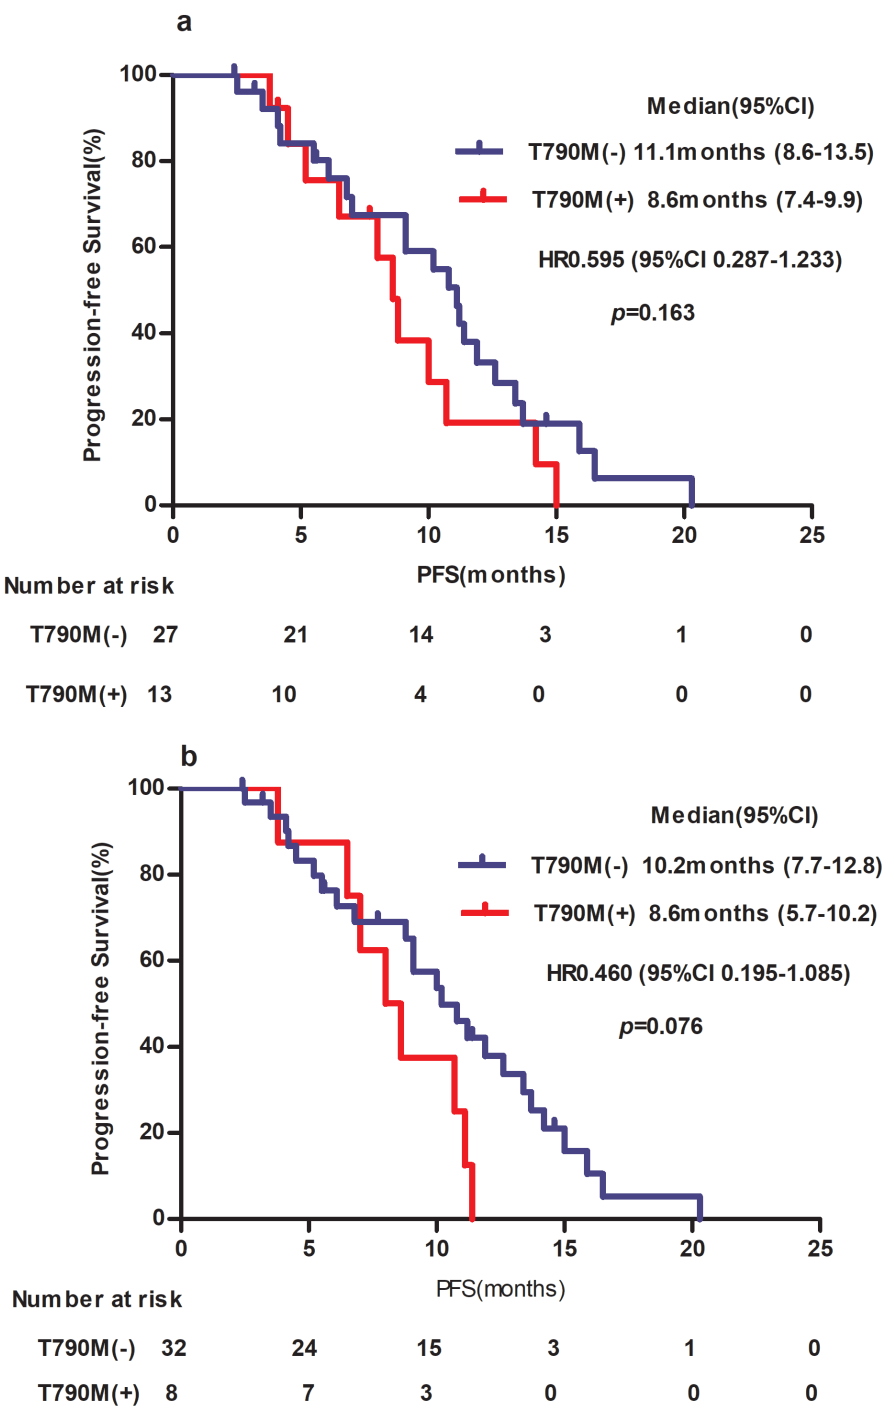 a
Median(95%CI)
T790M(-) 11.1months (8.6-13.5)
T790M(+) 8.6months (7.4-9.9)
HR0.595 (95%CI 0.287-1.233)
p=0.163
Progression-free Survival(%)
100
80
60
40
20
0
0 5 10 15 20 25
PFS(months)
Number at risk
T790M(-) 27 21 14 3 1 0
T790M(+) 13 10 4 0 0 0
b
Median(95%CI)
T790M(-) 10.2months (7.7-12.8)
T790M(+) 8.6months (5.7-10.2)
HR0.460 (95%CI 0.195-1.085)
p=0.076
Progression-free Survival(%)
100
80
60
40
20
0
0 5 10 15 20 25
PFS(months)
Number at risk
T790M(-) 32 24 15 3 1 0
T790M(+) 8 7 3 0 0 0